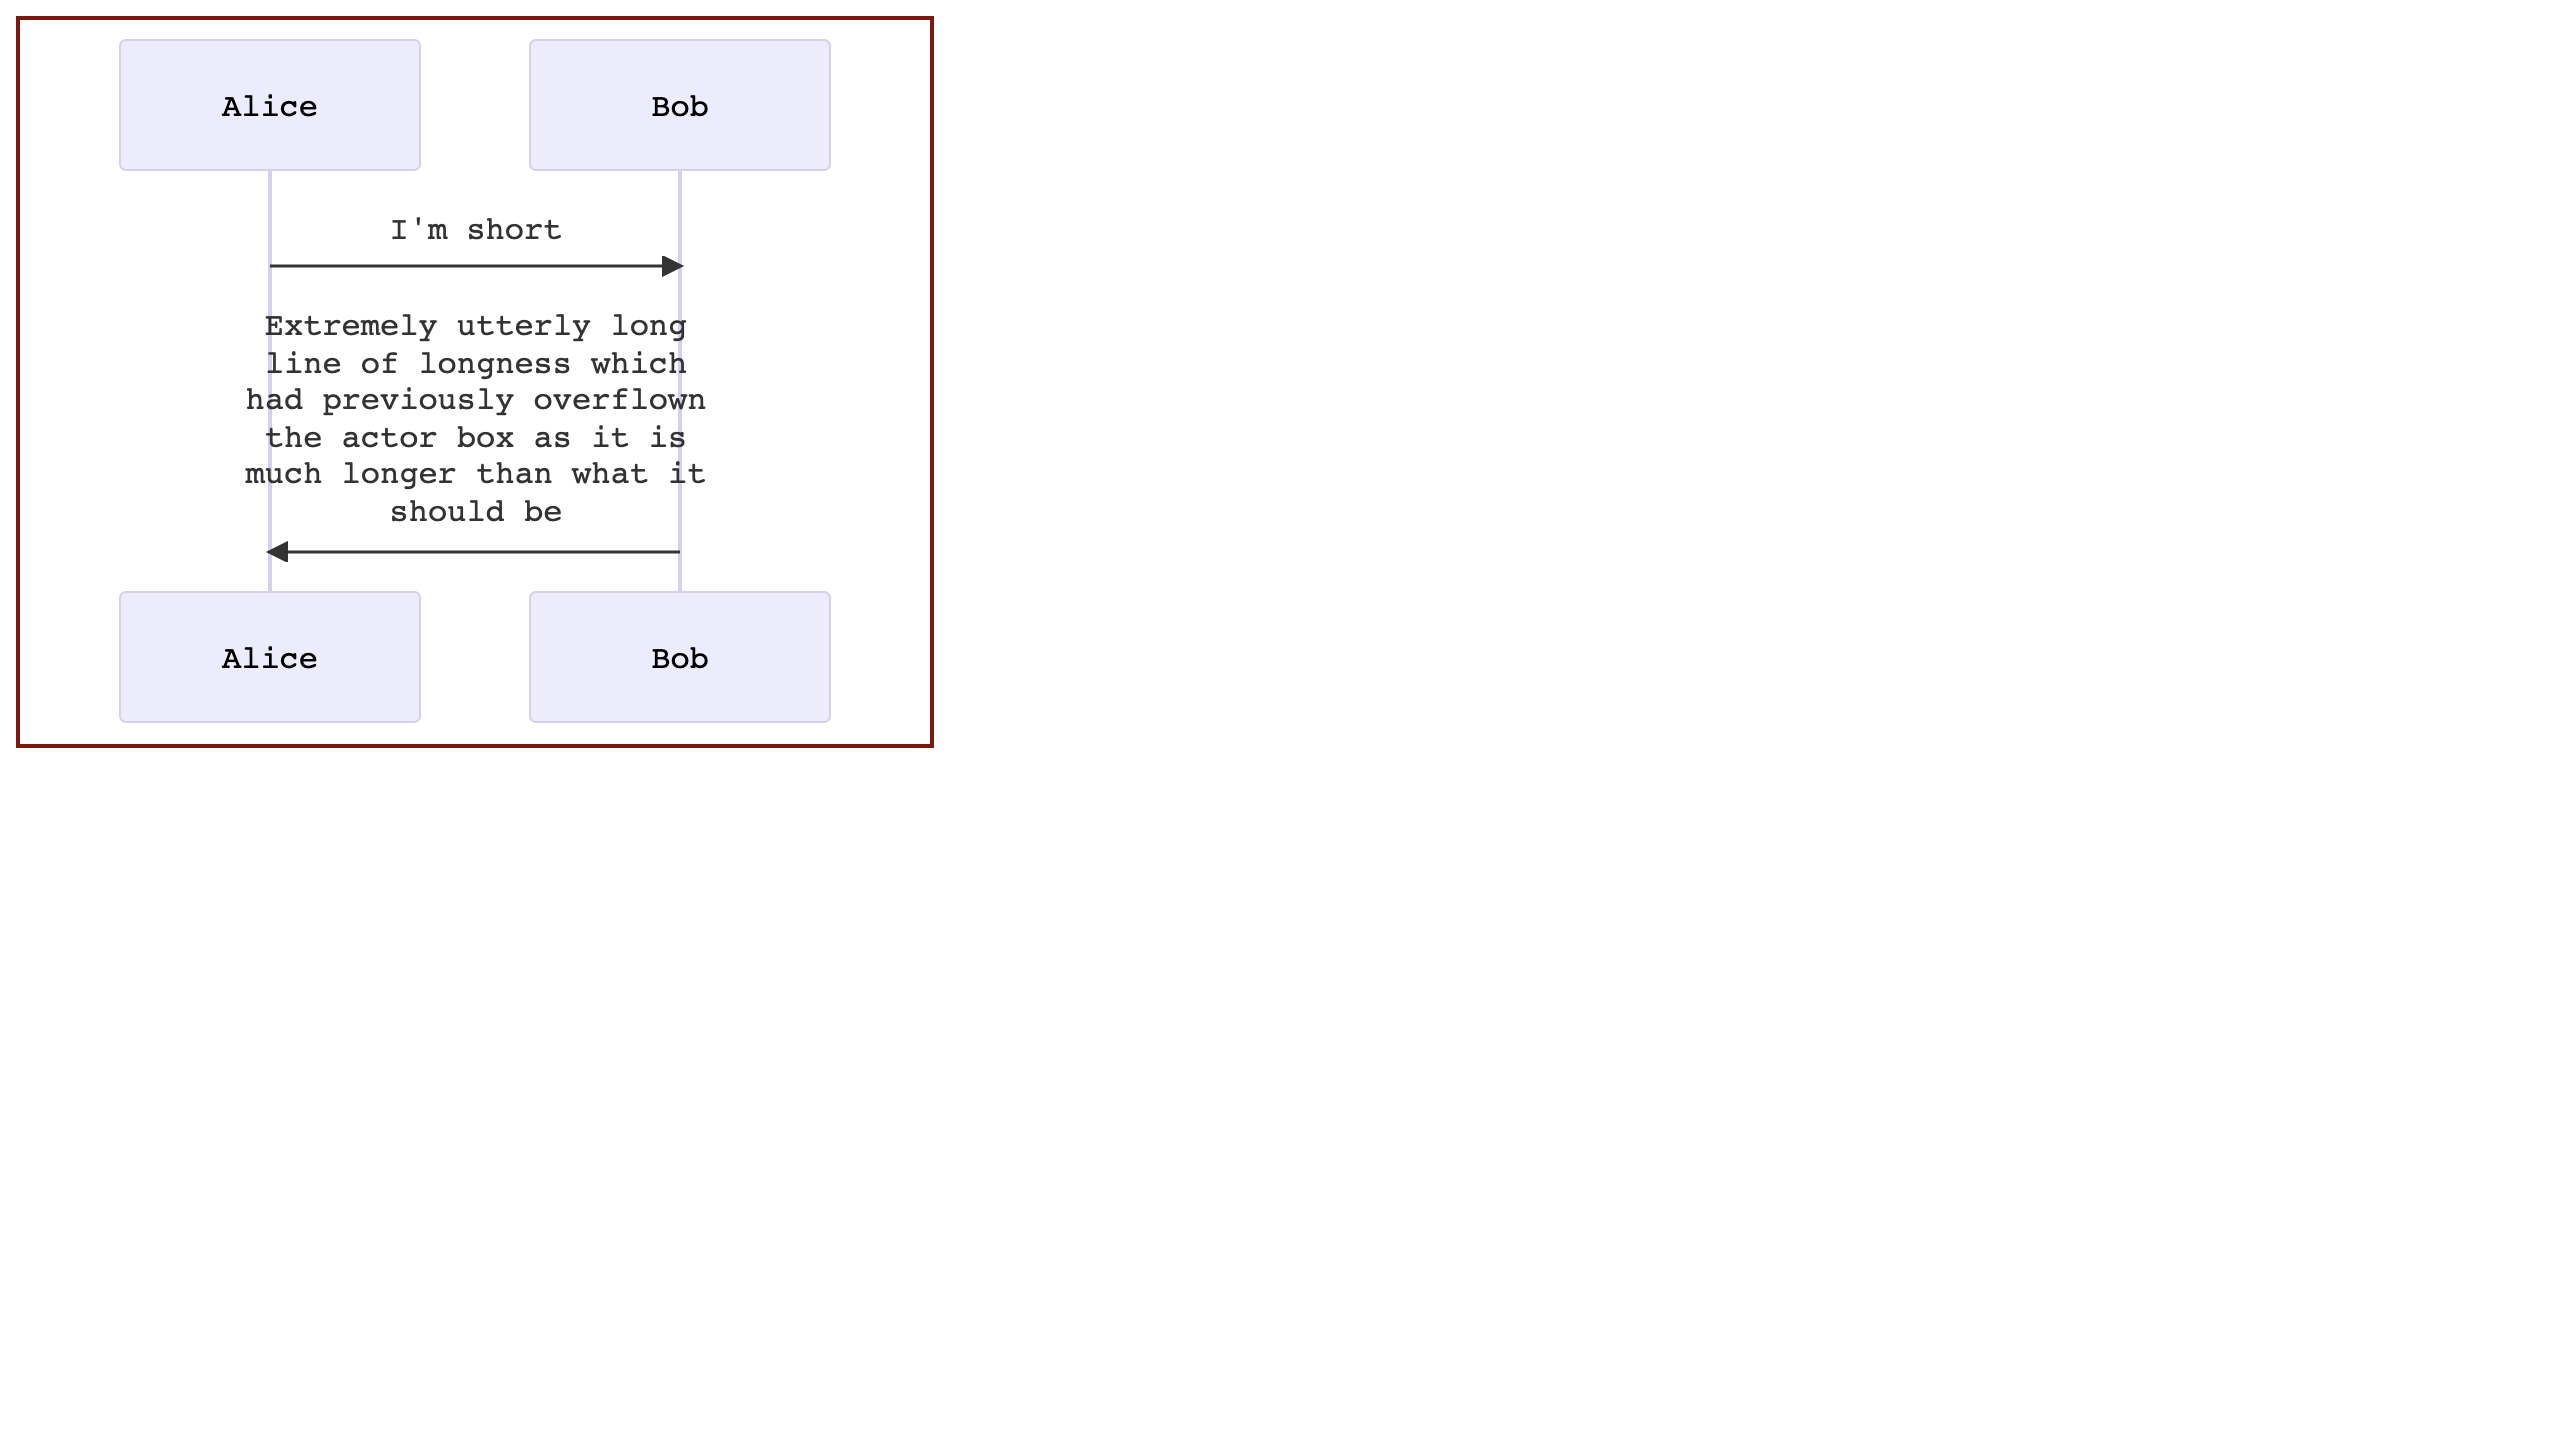 Alice
Bob
I'm short
Extremely utterly long
line of longness which
had previously overflown
the actor box as it is
much longer than what it
should be
Alice
Bob